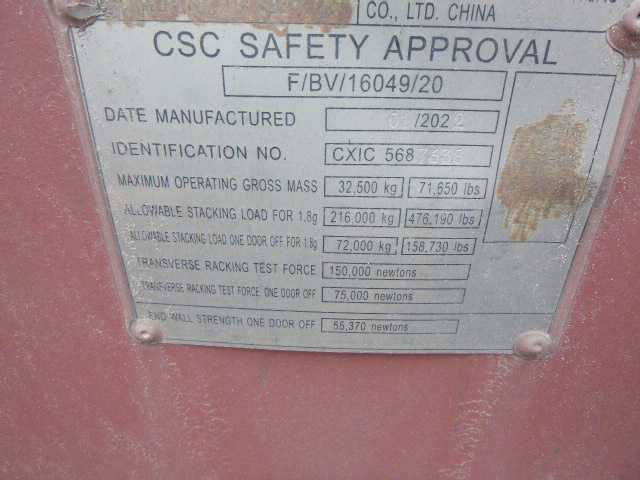 CO., LTD. CHINA
CSC SAFETY APPROVAL
F/BV/16049/20
DATE MANUFACTURED /2022
IDENTIFICATION NO. CXIC 568
MAXIMUM OPERATING GROSS MASS 32,500 kg 71,650 lbs
ALLOWABLE STACKING LOAD FOR 1,8g 216,000 kg 476,190 lbs
ALLOWABLE STACKING LOAD ONE DOOR OFF FOR 1,8g 72,000 kg 158,730 lbs
TRANSVERSE RACKING TEST FORCE 150,000 newtons
TRANSVERSE RACKING TEST FORCE ONE DOOR OFF 75,000 newtons
END WALL STRENGTH ONE DOOR OFF 55,370 newtons